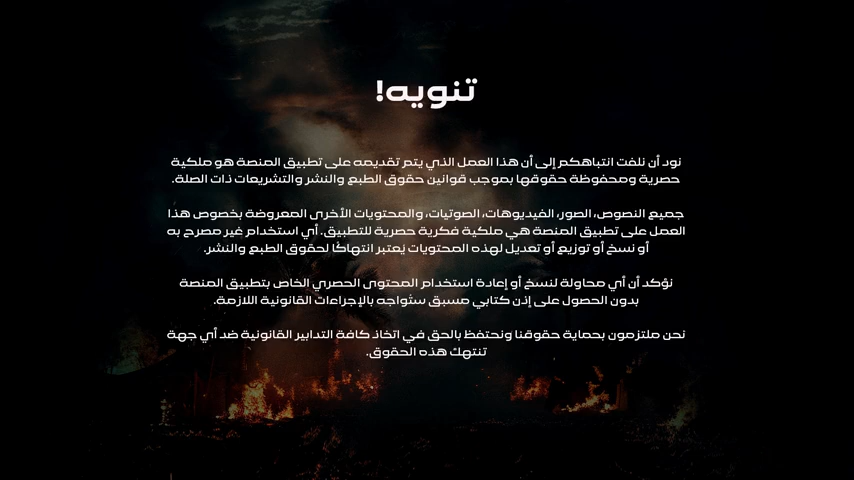 تنويه!
نود أن نلفت انتباهكم إلى أن هذا العمل الذي يتم تقديمه على تطبيق المنصة هو ملكية
حصرية ومحفوظة حقوقها بموجب قوانين حقوق الطبع والنشر والتشريعات ذات الصلة.
جميع النصوص، الصور، الفيديوهات، الصوتيات، والمحتويات الأخرى المعروضة بخصوص هذا
العمل على تطبيق المنصة هي ملكية فكرية حصرية للتطبيق. أي استخدام غير مصرح به
أو نسخ أو توزيع أو تعديل لهذه المحتويات يُعتبر انتهاكًا لحقوق الطبع والنشر.
نؤكد أن أي محاولة لنسخ أو إعادة استخدام المحتوى الحصري الخاص بتطبيق المنصة
بدون الحصول على إذن كتابي مسبق ستُواجه بالإجراءات القانونية اللازمة.
نحن ملتزمون بحماية حقوقنا ونحتفظ بالحق في اتخاذ كافة التدابير القانونية ضد أي جهة
تنتهك هذه الحقوق.